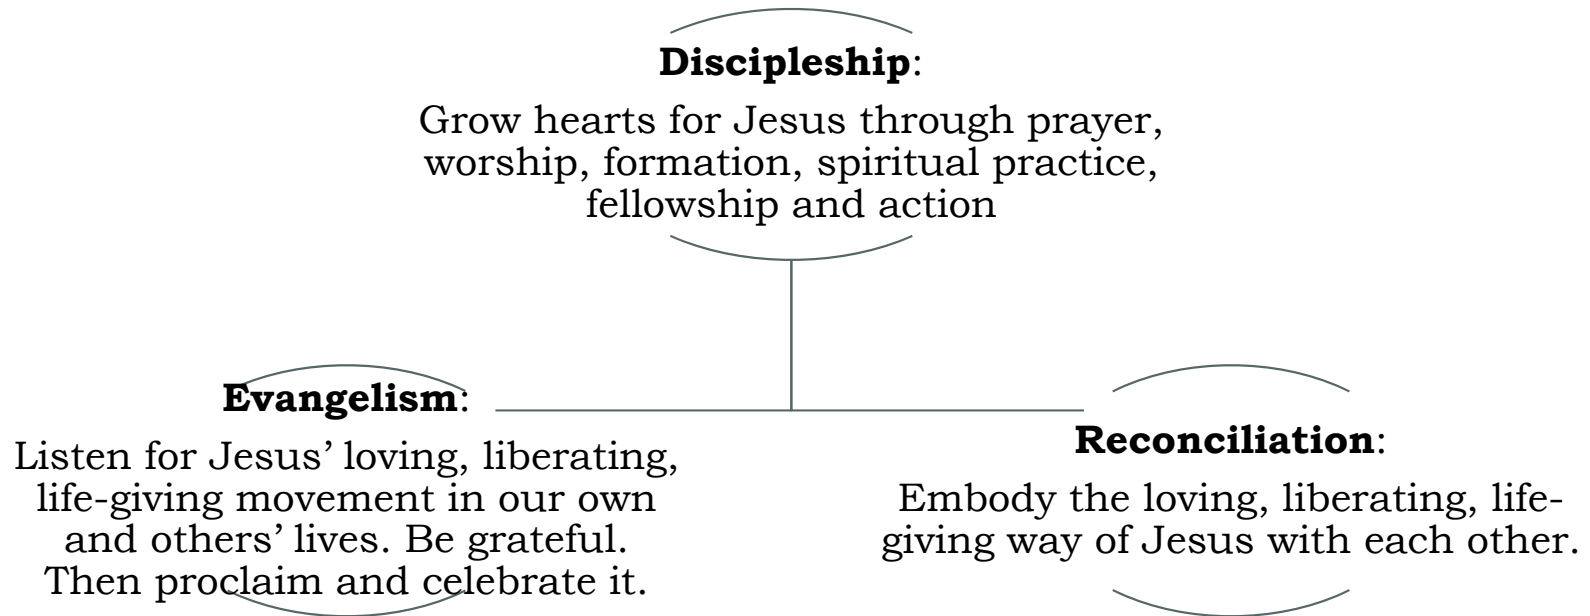 Discipleship:
Grow hearts for Jesus through prayer,
worship, formation, spiritual practice,
fellowship and action
Evangelism:
Listen for Jesus’ loving, liberating,
life-giving movement in our own
and others’ lives. Be grateful.
Then proclaim and celebrate it.
Reconciliation:
Embody the loving, liberating, life-
giving way of Jesus with each other.